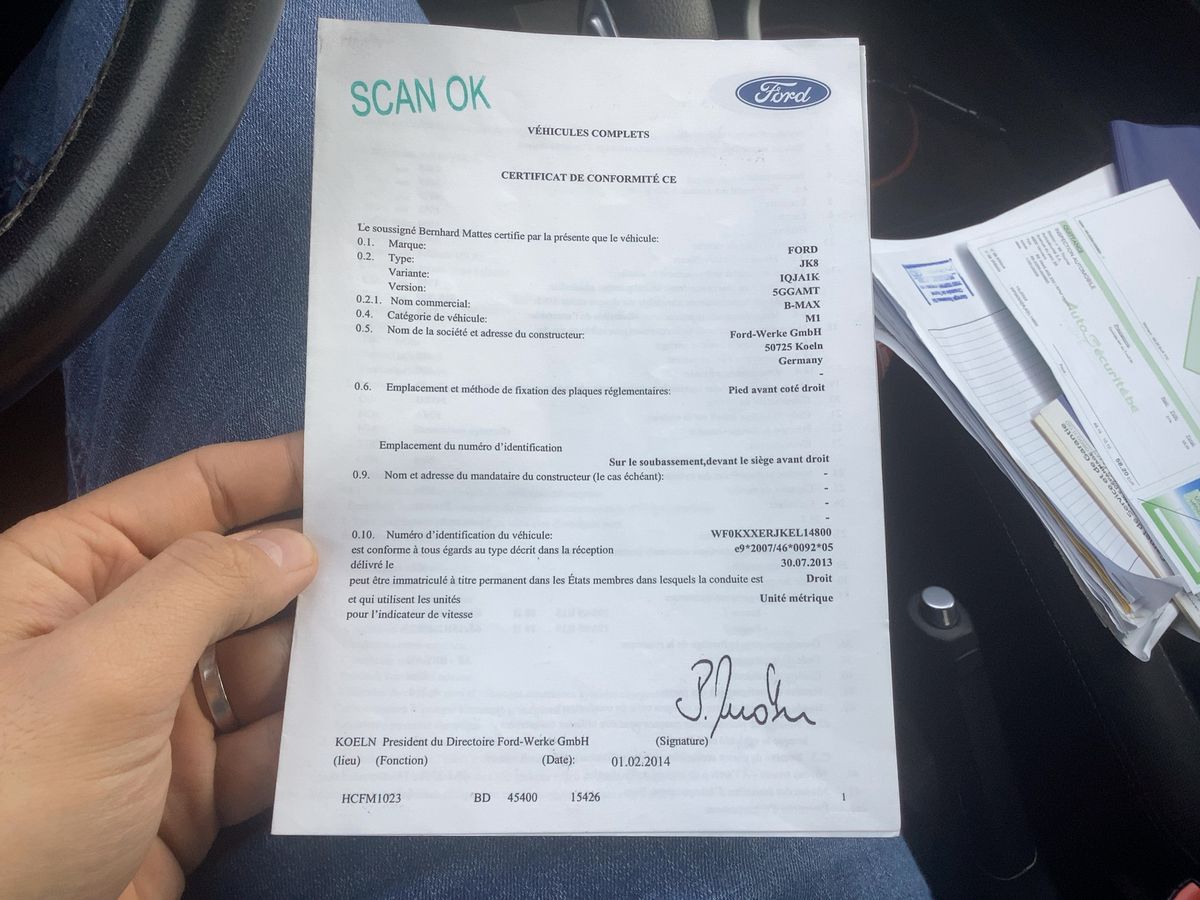 SCAN OK
Ford
VÉHICULES COMPLETS
CERTIFICAT DE CONFORMITÉ CE
Le soussigné Bernhard Mattes certifie par la présente que le véhicule:
0.1. Marque: FORD
0.2. Type: JK8
Variante: IQJA1K
Version: 5GGAMT
0.2.1. Nom commercial: B-MAX
0.4. Catégorie de véhicule: M1
0.5. Nom de la société et adresse du constructeur: Ford-Werke GmbH
50725 Koeln
Germany
-
0.6. Emplacement et méthode de fixation des plaques réglementaires: Pied avant coté droit
Emplacement du numéro d'identification
Sur le soubassement,devant le siège avant droit
0.9. Nom et adresse du mandataire du constructeur (le cas échéant): -
-
-
-
0.10. Numéro d'identification du véhicule: WF0KXXERJKEL14800
est conforme à tous égards au type décrit dans la réception e9*2007/46*0092*05
délivré le 30.07.2013
peut être immatriculé à titre permanent dans les États membres dans lesquels la conduite est Droit
et qui utilisent les unités Unité métrique
pour l'indicateur de vitesse
KOELN President du Directoire Ford-Werke GmbH (Signature)
(lieu) (Fonction) (Date): 01.02.2014
HCFM1023 BD 45400 15426 1
QUITTANCE
INSPECTION AUTOMOBILE
AutoSécurité.be